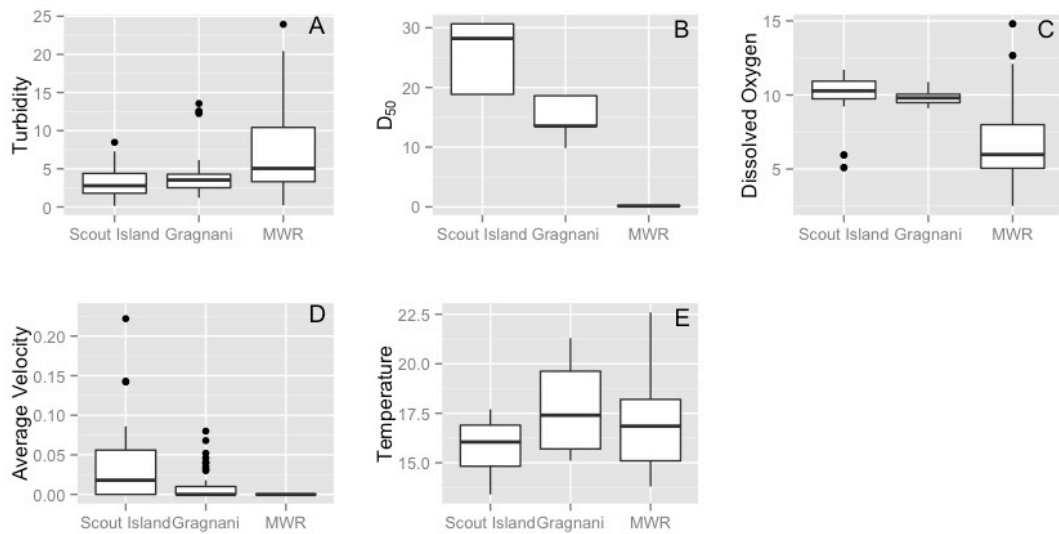 A
Turbidity
25
20
15
10
5
0
Scout Island Gragnani MWR
B
D₅₀
30
20
10
0
Scout Island Gragnani MWR
C
Dissolved Oxygen
15
10
5
Scout Island Gragnani MWR
D
Average Velocity
0.20
0.15
0.10
0.05
0.00
Scout Island Gragnani MWR
E
Temperature
22.5
20.0
17.5
15.0
Scout Island Gragnani MWR